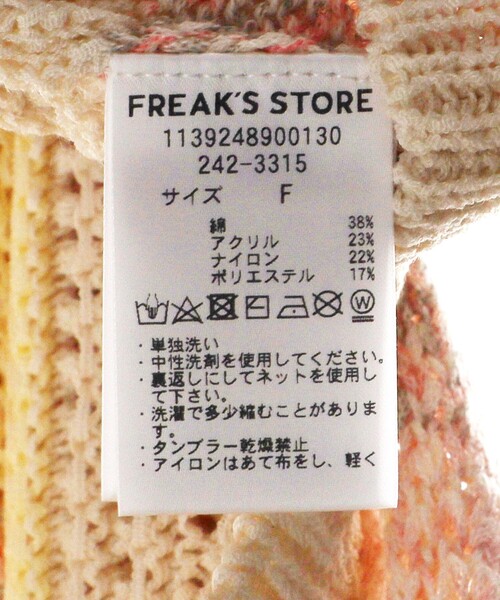 FREAK'S STORE
1139248900130
242-3315
サイズ F
綿 38%
アクリル 23%
ナイロン 22%
ポリエステル 17%
W
・単独洗い
・中性洗剤を使用してください。
・裏返しにしてネットを使用し
て下さい。
・洗濯で多少縮むことがありま
す。
・タンブラー乾燥禁止
・アイロンはあて布をし、軽く